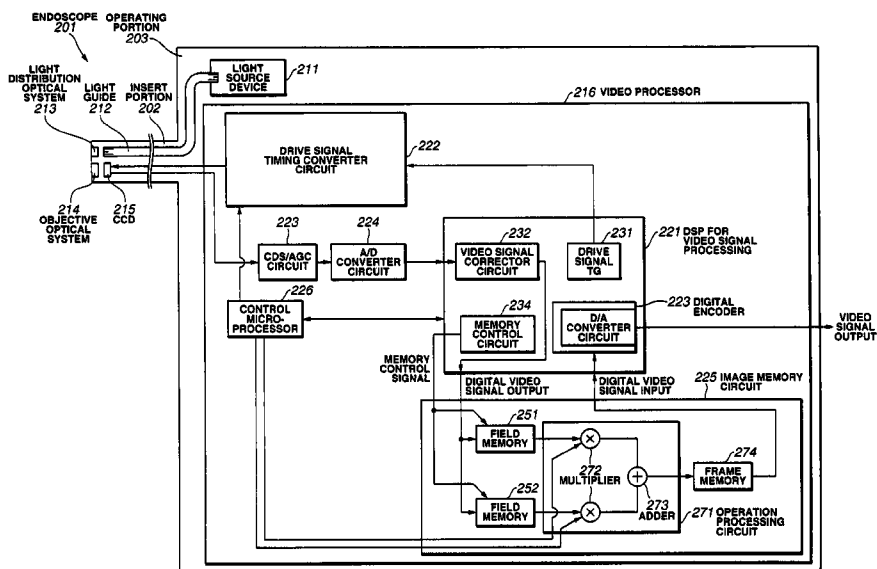 ENDOSCOPE
201
OPERATING
PORTION
203
LIGHT
DISTRIBUTION
OPTICAL
SYSTEM
213
LIGHT
GUIDE
212
INSERT
PORTION
202
LIGHT
SOURCE
DEVICE
211
216 VIDEO PROCESSOR
DRIVE SIGNAL
TIMING CONVERTER
CIRCUIT
222
214
OBJECTIVE
OPTICAL
SYSTEM
215
CCD
223
CDS/AGC
CIRCUIT
224
A/D
CONVERTER
CIRCUIT
232
VIDEO SIGNAL
CORRECTOR
CIRCUIT
231
DRIVE
SIGNAL
TG
221 DSP FOR
VIDEO SIGNAL
PROCESSING
226
CONTROL
MICRO-
PROCESSOR
234
MEMORY
CONTROL
CIRCUIT
D/A
CONVERTER
CIRCUIT
223 DIGITAL
ENCODER
VIDEO
SIGNAL
OUTPUT
MEMORY
CONTROL
SIGNAL
DIGITAL VIDEO
SIGNAL OUTPUT
DIGITAL VIDEO
SIGNAL INPUT
225 IMAGE MEMORY
CIRCUIT
251
FIELD
MEMORY
252
FIELD
MEMORY
×
272
MULTIPLIER
×
+
273
ADDER
274
FRAME
MEMORY
271 OPERATION
PROCESSING
CIRCUIT